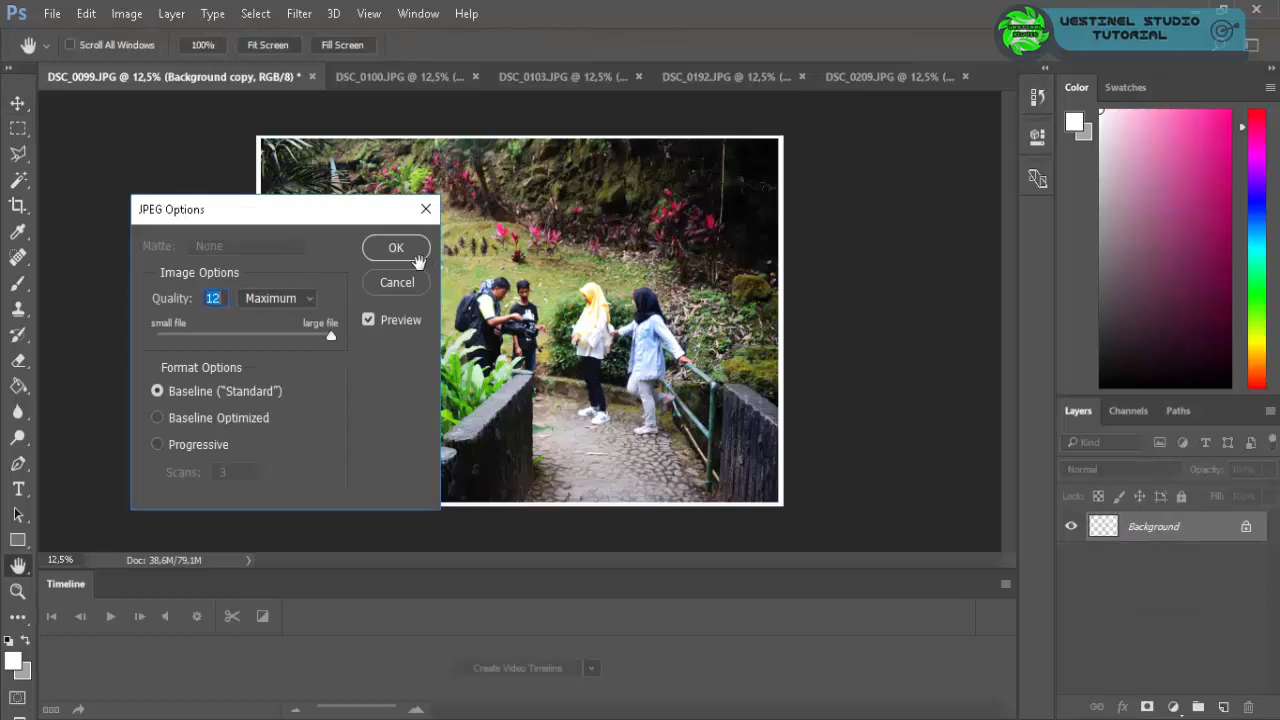 Ps File Edit Image Layer Type Select Filter 3D View Window Help
VESTINEL STUDIO
TUTORIAL
Scroll All Windows 100% Fit Screen Fill Screen
DSC_0099.JPG @ 12,5% (Background copy, RGB/8) * DSC_0100.JPG @ 12,5% (... DSC_0103.JPG @ 12,5% (... DSC_0192.JPG @ 12,5% (... DSC_0209.JPG @ 12,5% (...
Color Swatches
JPEG Options
Matte: None
OK
Image Options
Cancel
Quality: 12 Maximum
small file large file
Preview
Format Options
Baseline ("Standard")
Baseline Optimized
Progressive
Scans: 3
Layers Channels Paths
Kind
Normal Opacity: 100%
Lock: Fill: 100%
Background
12,5% Doc: 38,6M/79,1M
Timeline
Create Video Timeline